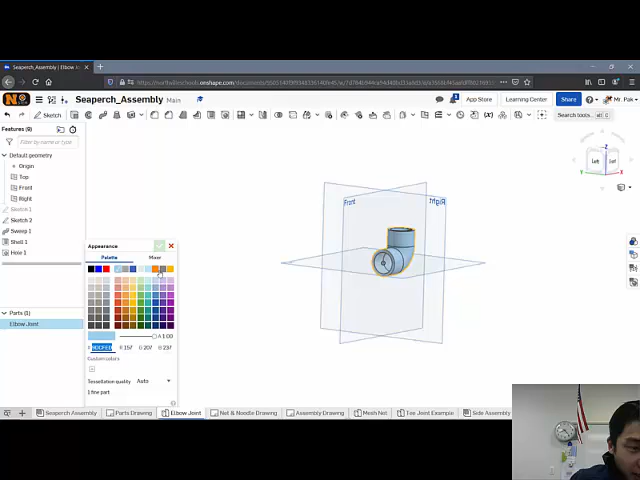 Seaperch_Assembly | Elbow Joint
Seaperch_Assembly Main
App Store
Learning Center
Share
Mr. Pak
Sketch
Search tools...
Features (9)
Filter by name or type
Default geometry
Origin
Top
Front
Right
Sketch 1
Sketch 2
Sweep 1
Shell 1
Hole 1
Front
Right
Left
Left
Z
Y
X
Appearance
Palette
Mixer
A 1.00
R 157
G 207
B 237
Custom colors
Tessellation quality Auto
1 fine part
Parts (1)
Elbow Joint
Seaperch Assembly
Parts Drawing
Elbow Joint
Net & Noodle Drawing
Assembly Drawing
Mesh Net
Tee Joint Example
Side Assembly